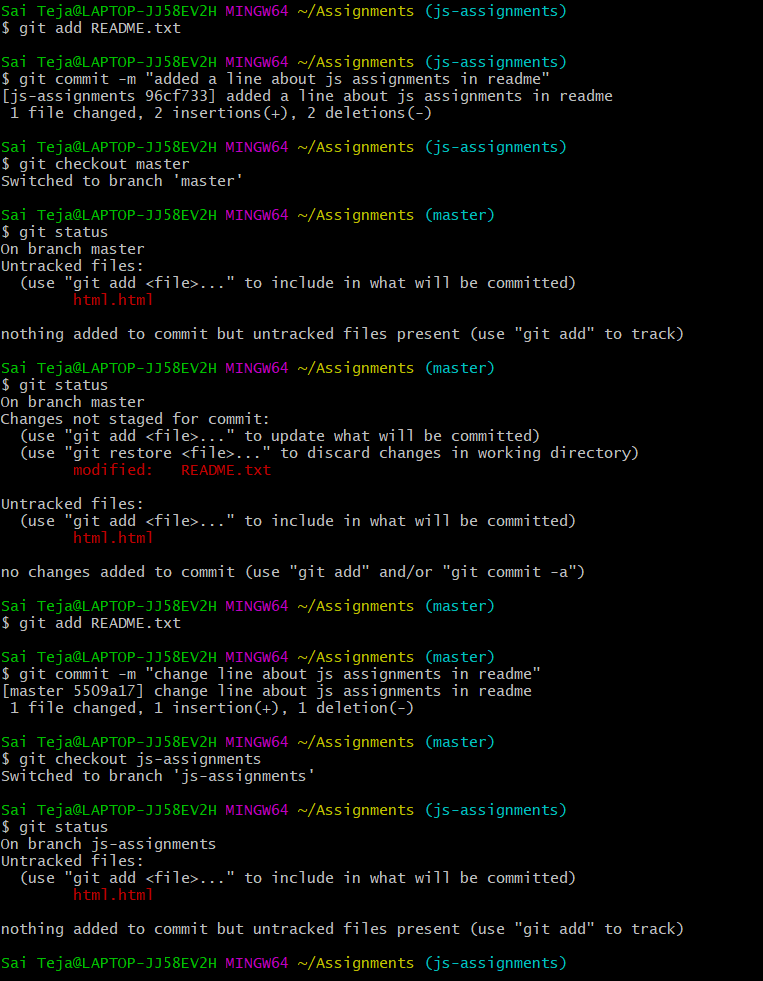 Sai Teja@LAPTOP-JJ58EV2H MINGW64 ~/Assignments (js-assignments)
$ git add README.txt
Sai Teja@LAPTOP-JJ58EV2H MINGW64 ~/Assignments (js-assignments)
$ git commit -m "added a line about js assignments in readme"
[js-assignments 96cf733] added a line about js assignments in readme
 1 file changed, 2 insertions(+), 2 deletions(-)
Sai Teja@LAPTOP-JJ58EV2H MINGW64 ~/Assignments (js-assignments)
$ git checkout master
Switched to branch 'master'
Sai Teja@LAPTOP-JJ58EV2H MINGW64 ~/Assignments (master)
$ git status
On branch master
Untracked files:
  (use "git add <file>..." to include in what will be committed)
        html.html
nothing added to commit but untracked files present (use "git add" to track)
Sai Teja@LAPTOP-JJ58EV2H MINGW64 ~/Assignments (master)
$ git status
On branch master
Changes not staged for commit:
  (use "git add <file>..." to update what will be committed)
  (use "git restore <file>..." to discard changes in working directory)
        modified:   README.txt
Untracked files:
  (use "git add <file>..." to include in what will be committed)
        html.html
no changes added to commit (use "git add" and/or "git commit -a")
Sai Teja@LAPTOP-JJ58EV2H MINGW64 ~/Assignments (master)
$ git add README.txt
Sai Teja@LAPTOP-JJ58EV2H MINGW64 ~/Assignments (master)
$ git commit -m "change line about js assignments in readme"
[master 5509a17] change line about js assignments in readme
 1 file changed, 1 insertion(+), 1 deletion(-)
Sai Teja@LAPTOP-JJ58EV2H MINGW64 ~/Assignments (master)
$ git checkout js-assignments
Switched to branch 'js-assignments'
Sai Teja@LAPTOP-JJ58EV2H MINGW64 ~/Assignments (js-assignments)
$ git status
On branch js-assignments
Untracked files:
  (use "git add <file>..." to include in what will be committed)
        html.html
nothing added to commit but untracked files present (use "git add" to track)
Sai Teja@LAPTOP-JJ58EV2H MINGW64 ~/Assignments (js-assignments)